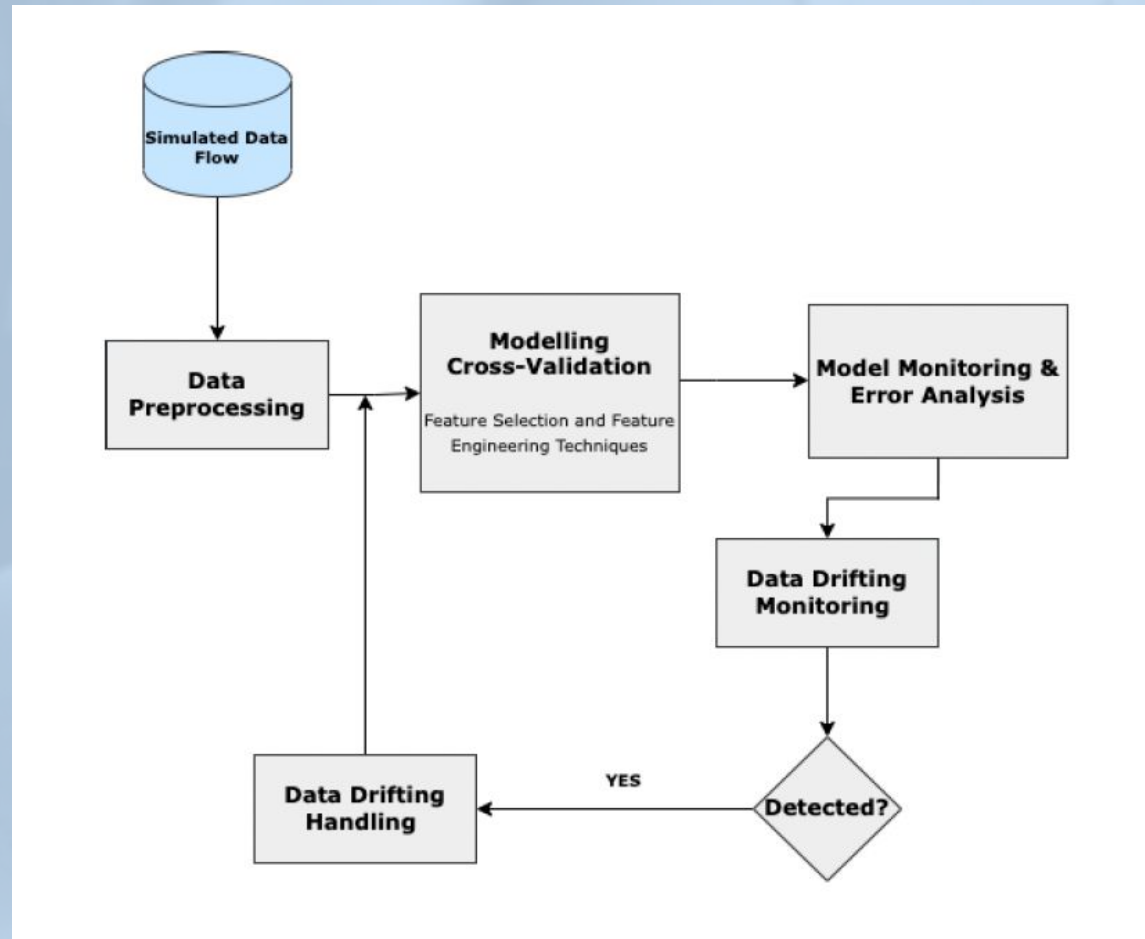 Simulated Data
Flow
Data
Preprocessing
Modelling
Cross-Validation
Feature Selection and Feature
Engineering Techniques
Model Monitoring &
Error Analysis
Data Drifting
Monitoring
Detected?
YES
Data Drifting
Handling